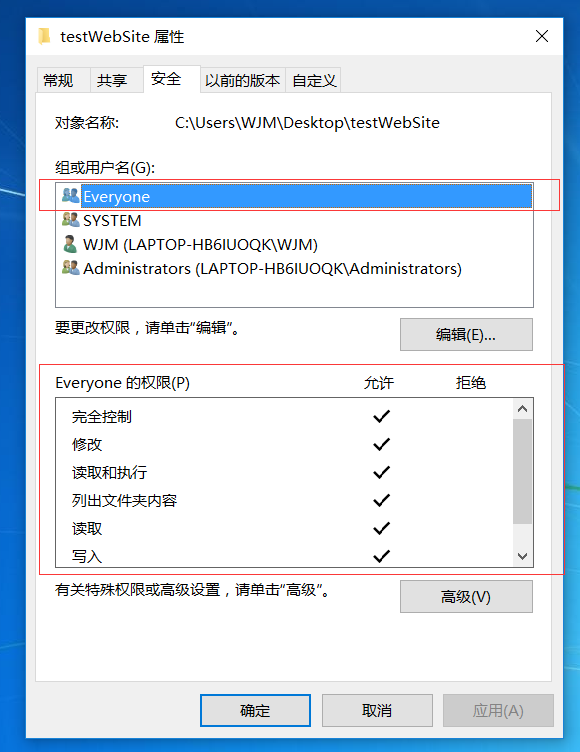 testWebSite 属性
常规 共享 安全 以前的版本 自定义
对象名称: C:\Users\WJM\Desktop\testWebSite
组或用户名(G):
Everyone
SYSTEM
WJM (LAPTOP-HB6IUOQK\WJM)
Administrators (LAPTOP-HB6IUOQK\Administrators)
要更改权限，请单击“编辑”。
编辑(E)...
Everyone 的权限(P) 允许 拒绝
完全控制
修改
读取和执行
列出文件夹内容
读取
写入
有关特殊权限或高级设置，请单击“高级”。
高级(V)
确定 取消 应用(A)